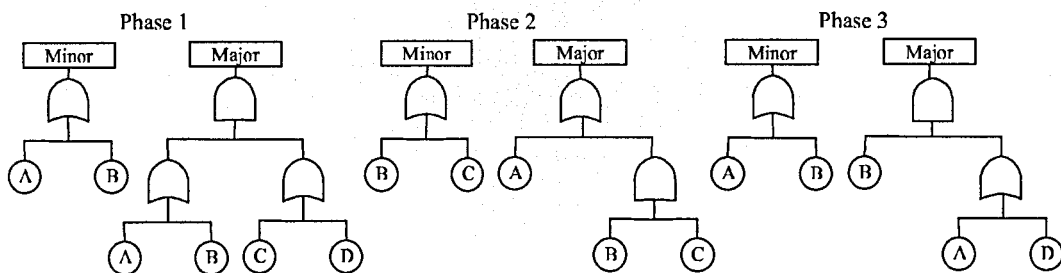 Phase 1 Phase 2 Phase 3
Minor Major Minor Major Minor Major
A B B C A A B B
B C A D
A B C D